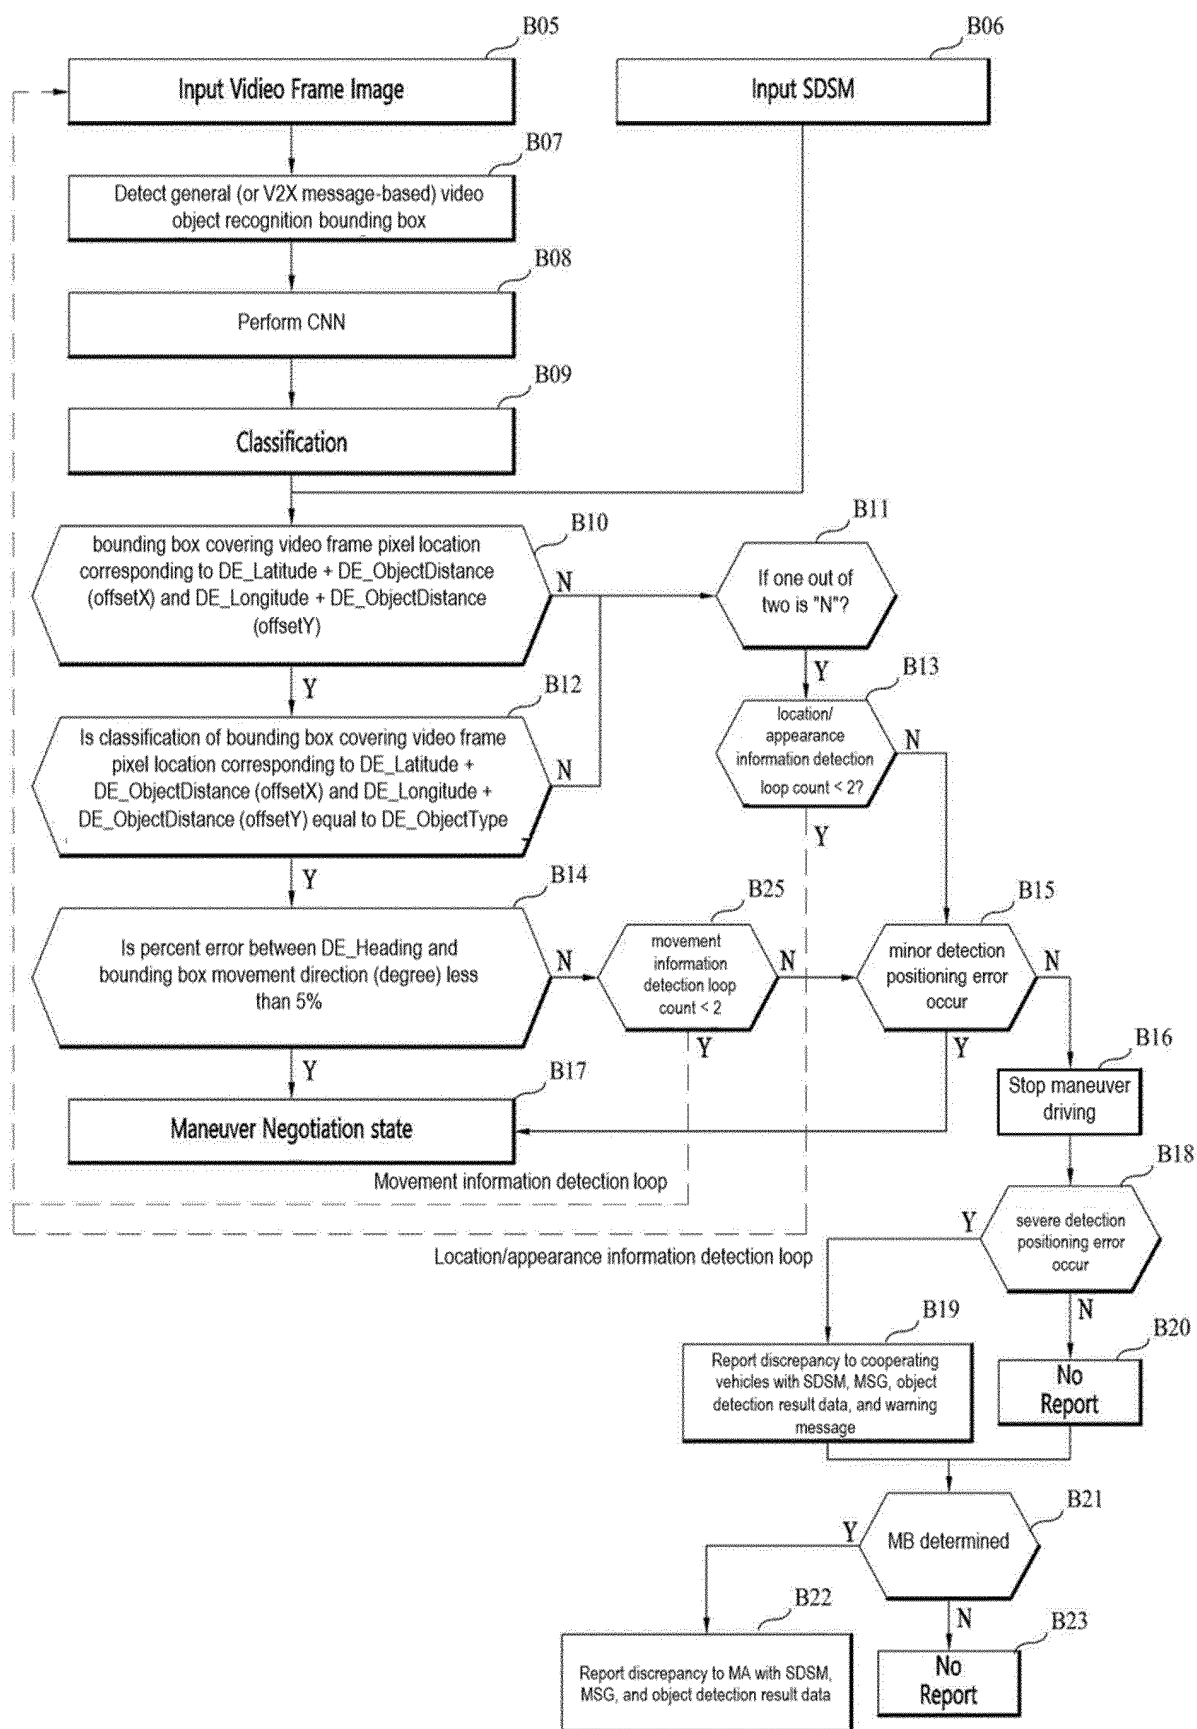 B05
B06
Input Vidieo Frame Image
Input SDSM
B07
Detect general (or V2X message-based) video
object recognition bounding box
B08
Perform CNN
B09
Classification
B10
bounding box covering video frame pixel location
corresponding to DE_Latitude + DE_ObjectDistance
(offsetX) and DE_Longitude + DE_ObjectDistance
(offsetY)
N
Y
B11
If one out of
two is "N"?
Y
B12
Is classification of bounding box covering video frame
pixel location corresponding to DE_Latitude +
DE_ObjectDistance (offsetX) and DE_Longitude +
DE_ObjectDistance (offsetY) equal to DE_ObjectType
N
Y
B13
location/
appearance
information detection
loop count < 2?
N
Y
B14
Is percent error between DE_Heading and
bounding box movement direction (degree) less
than 5%
N
Y
B25
movement
information
detection loop
count < 2
N
Y
B15
minor detection
positioning error
occur
N
Y
B16
Stop maneuver
driving
B17
Maneuver Negotiation state
Movement information detection loop
Location/appearance information detection loop
B18
severe detection
positioning error
occur
Y
N
B19
Report discrepancy to cooperating
vehicles with SDSM, MSG, object
detection result data, and warning
message
B20
No
Report
B21
MB determined
Y
N
B22
Report discrepancy to MA with SDSM,
MSG, and object detection result data
B23
No
Report